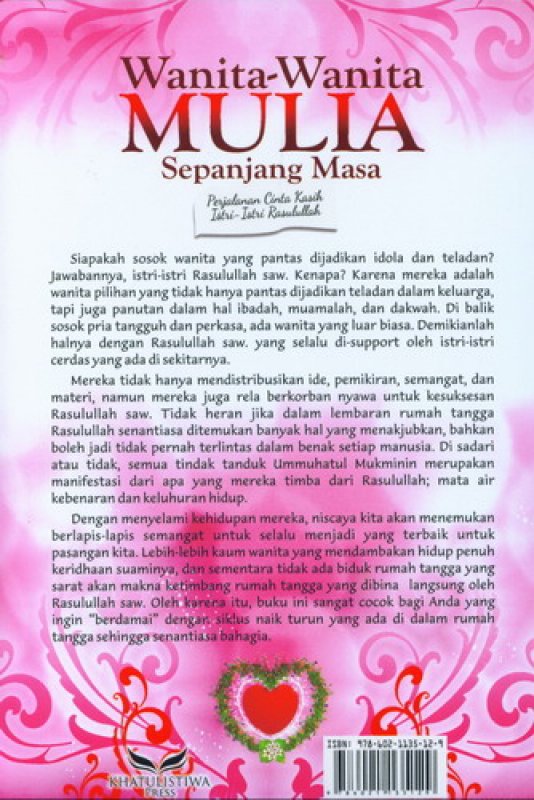 Wanita-Wanita
MULIA
Sepanjang Masa
Perjalanan Cinta Kasih
Istri-Istri Rasulullah
Siapakah sosok wanita yang pantas dijadikan idola dan teladan?
Jawabannya, istri-istri Rasulullah saw. Kenapa? Karena mereka adalah
wanita pilihan yang tidak hanya pantas dijadikan teladan dalam keluarga,
tapi juga panutan dalam hal ibadah, muamalah, dan dakwah. Di balik
sosok pria tangguh dan perkasa, ada wanita yang luar biasa. Demikianlah
halnya dengan Rasulullah saw. yang selalu di-support oleh istri-istri
cerdas yang ada di sekitarnya.
Mereka tidak hanya mendistribusikan ide, pemikiran, semangat, dan
materi, namun mereka juga rela berkorban nyawa untuk kesuksesan
Rasulullah saw. Tidak heran jika dalam lembaran rumah tangga
Rasulullah senantiasa ditemukan banyak hal yang menakjubkan, bahkan
boleh jadi tidak pernah terlintas dalam benak setiap manusia. Di sadari
atau tidak, semua tindak tanduk Ummuhatul Mukminin merupakan
manifestasi dari apa yang mereka timba dari Rasulullah; mata air
kebenaran dan keluhuran hidup.
Dengan menyelami kehidupan mereka, niscaya kita akan menemukan
berlapis-lapis semangat untuk selalu menjadi yang terbaik untuk
pasangan kita. Lebih-lebih kaum wanita yang mendambakan hidup penuh
keridhaan suaminya, dan sementara tidak ada biduk rumah tangga yang
sarat akan makna ketimbang rumah tangga yang dibina langsung oleh
Rasulullah saw. Oleh karena itu, buku ini sangat cocok bagi Anda yang
ingin “berdamai” dengan siklus naik turun yang ada di dalam rumah
tangga sehingga senantiasa bahagia.
ISBN: 978-602-1135-12-9
KHATULISTIWA
PRESS